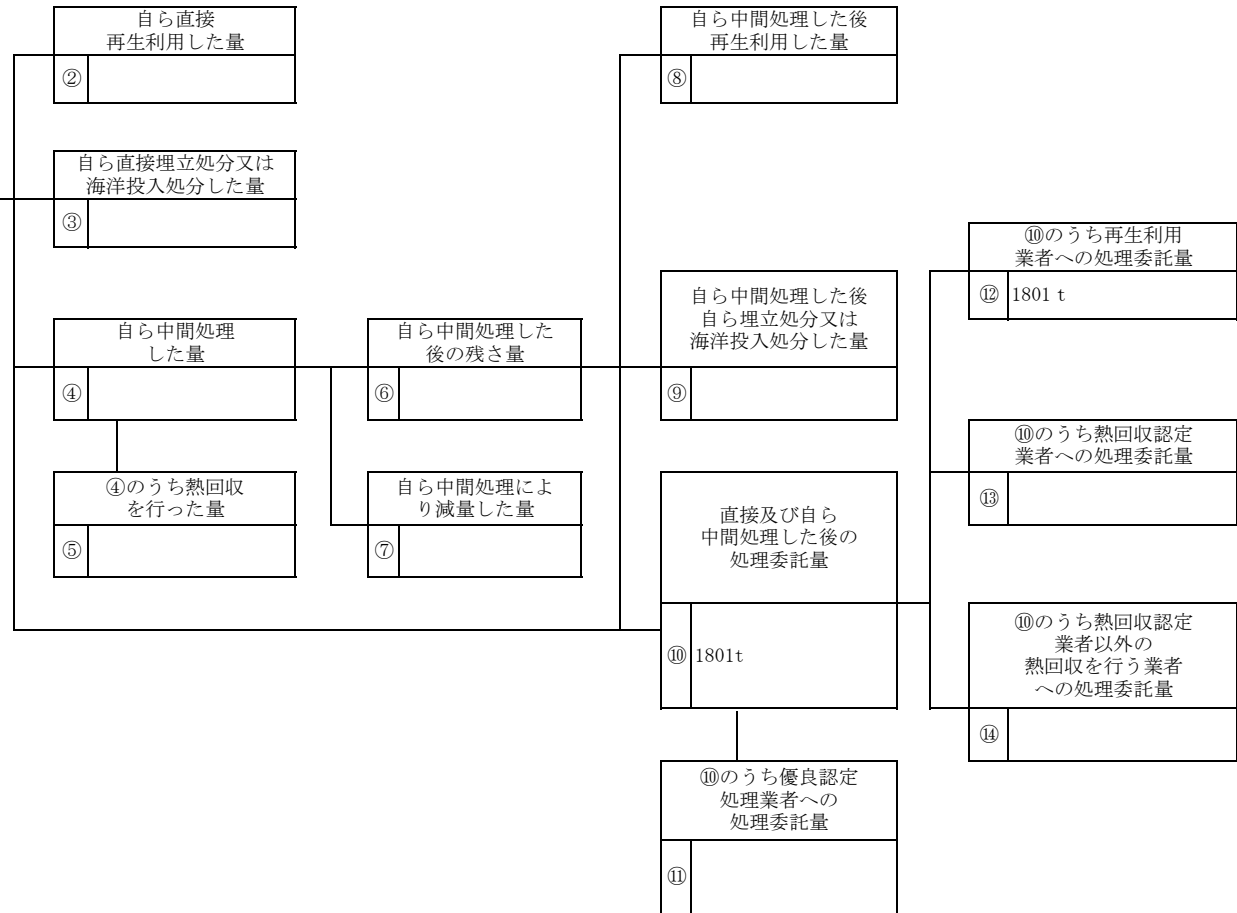 自ら直接
再生利用した量
②
自ら直接埋立処分又は
海洋投入処分した量
③
自ら中間処理
した量
④
④のうち熱回収
を行った量
⑤
自ら中間処理した
後の残さ量
⑥
自ら中間処理によ
り減量した量
⑦
自ら中間処理した後
再生利用した量
⑧
自ら中間処理した後
自ら埋立処分又は
海洋投入処分した量
⑨
直接及び自ら
中間処理した後の
処理委託量
⑩ 1801t
⑩のうち優良認定
処理業者への
処理委託量
⑪
⑩のうち再生利用
業者への処理委託量
⑫ 1801 t
⑩のうち熱回収認定
業者への処理委託量
⑬
⑩のうち熱回収認定
業者以外の
熱回収を行う業者
への処理委託量
⑭